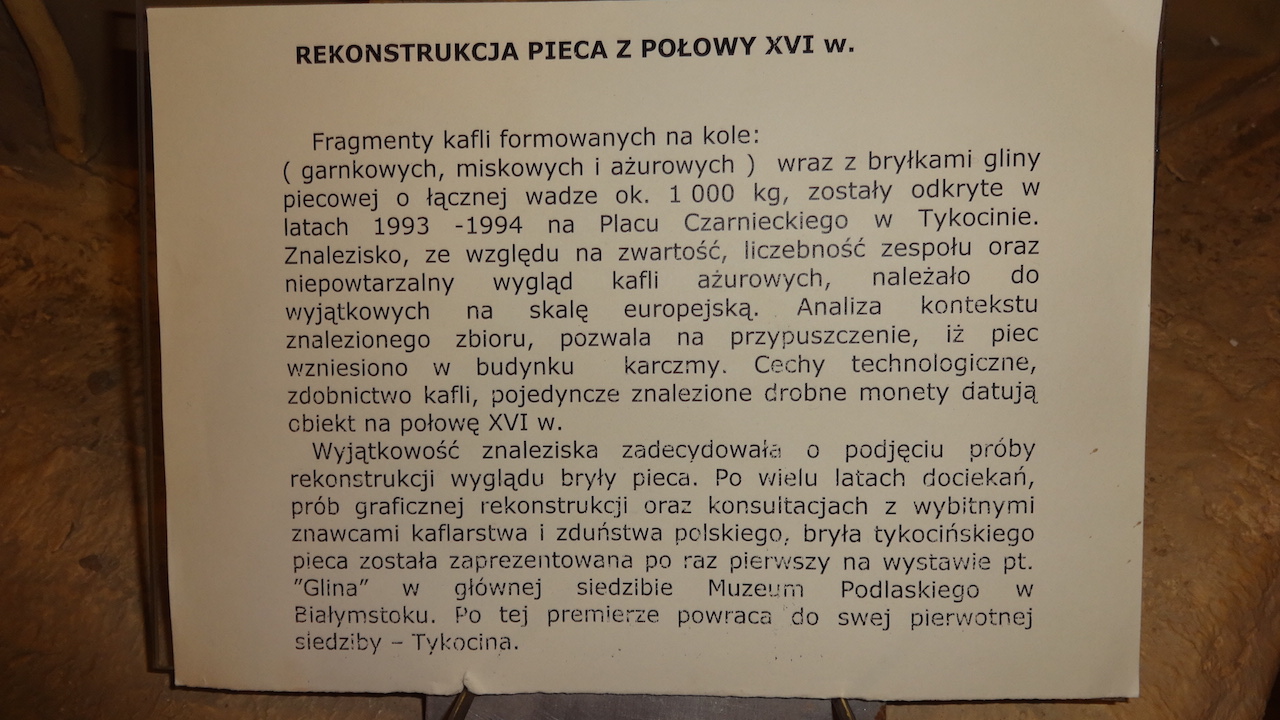 REKONSTRUKCJA PIECA Z POŁOWY XVI w.
Fragmenty kafli formowanych na kole:
( garnkowych, miskowych i ażurowych ) wraz z bryłkami gliny
piecowej o łącznej wadze ok. 1 000 kg, zostały odkryte w
latach 1993 -1994 na Placu Czarnieckiego w Tykocinie.
Znalezisko, ze względu na zwartość, liczebność zespołu oraz
niepowtarzalny wygląd kafli ażurowych, należało do
wyjątkowych na skalę europejską. Analiza kontekstu
znalezionego zbioru, pozwala na przypuszczenie, iż piec
wzniesiono w budynku karczmy. Cechy technologiczne,
zdobnictwo kafli, pojedyncze znalezione drobne monety datują
obiekt na połowę XVI w.
Wyjątkowość znaleziska zadecydowała o podjęciu próby
rekonstrukcji wyglądu bryły pieca. Po wielu latach dociekań,
prób graficznej rekonstrukcji oraz konsultacjach z wybitnymi
znawcami kaflarstwa i zduństwa polskiego, bryła tykocińskiego
pieca została zaprezentowana po raz pierwszy na wystawie pt.
"Glina" w głównej siedzibie Muzeum Podlaskiego w
Białymstoku. Po tej premierze powraca do swej pierwotnej
siedziby – Tykocina.